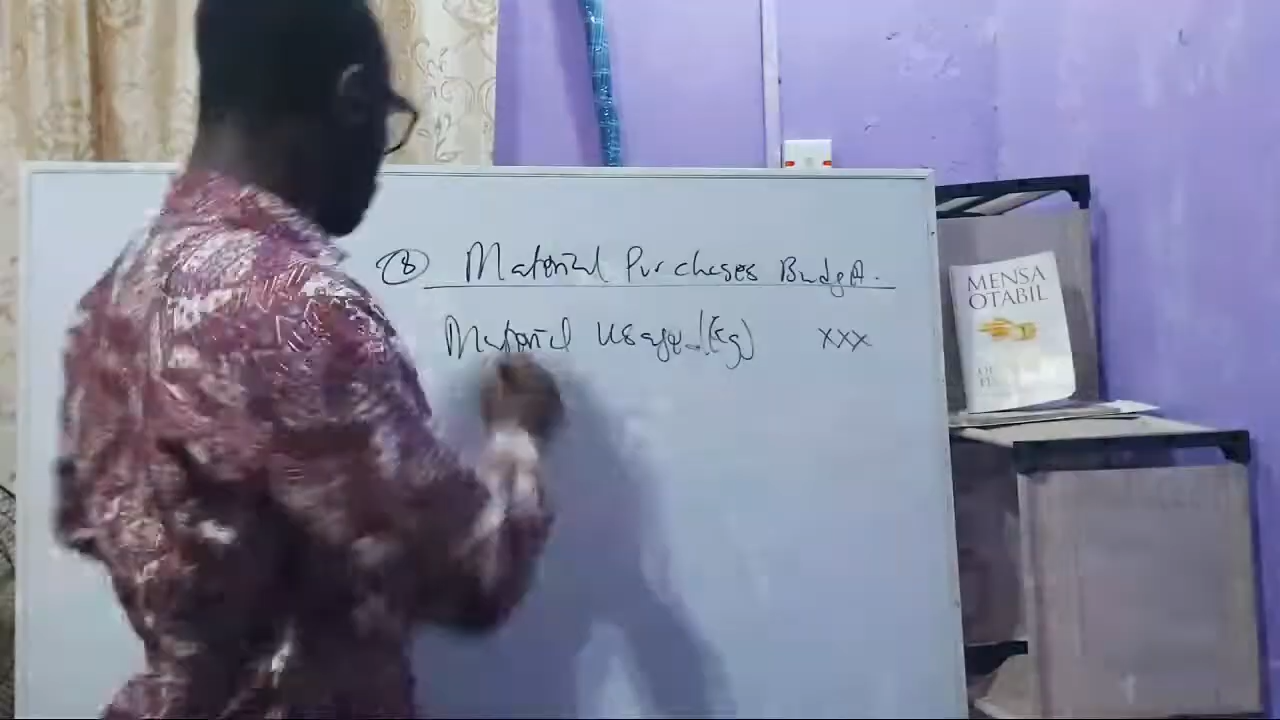 (8) Material Purchases Budget.
Material Usage (kg) xxx
MENSA
OTABIL